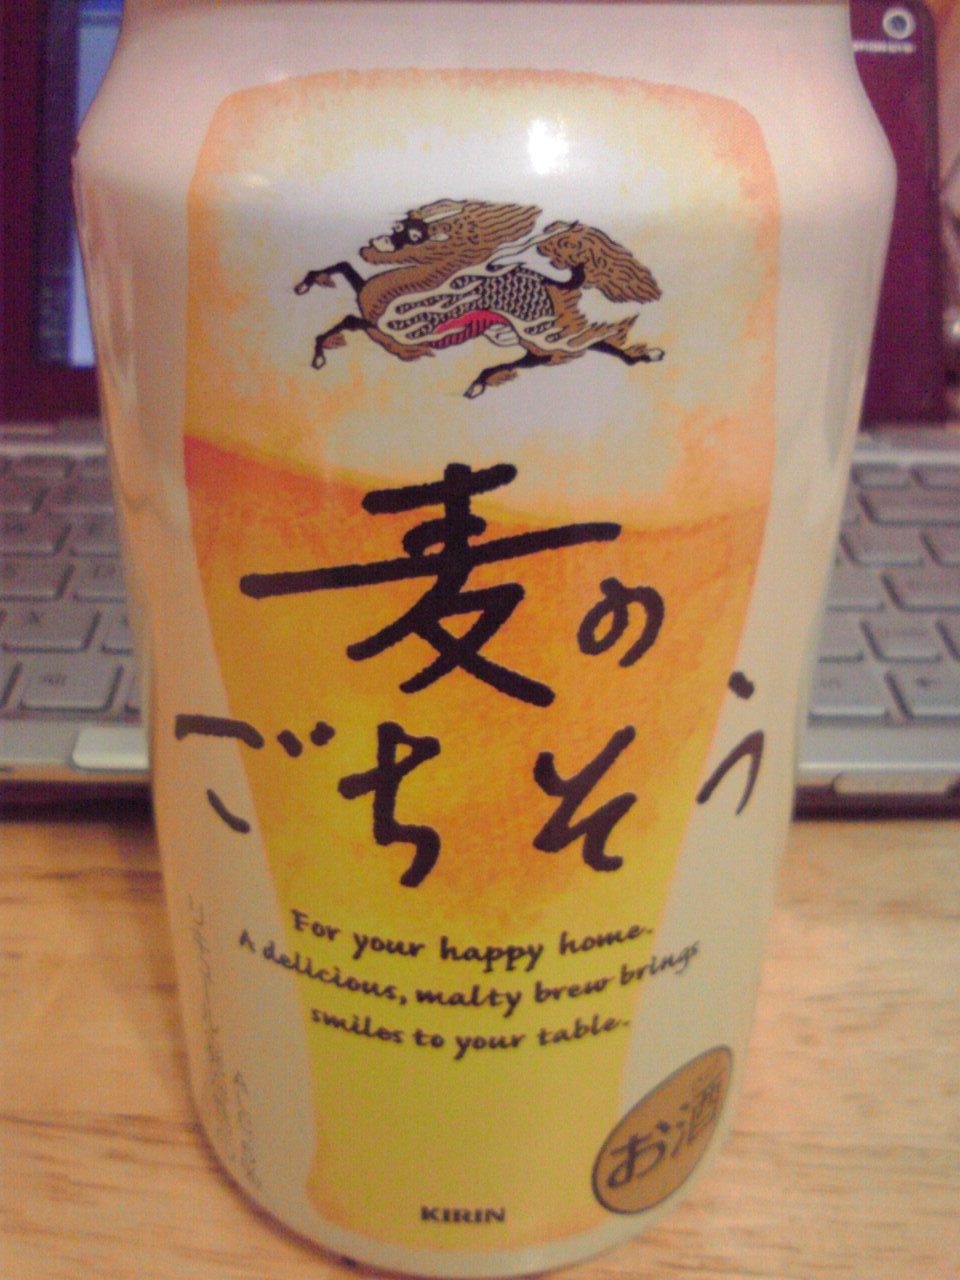 麦の
ごちそう
For your happy home.
A delicious, malty brew brings
smiles to your table.
お酒
KIRIN